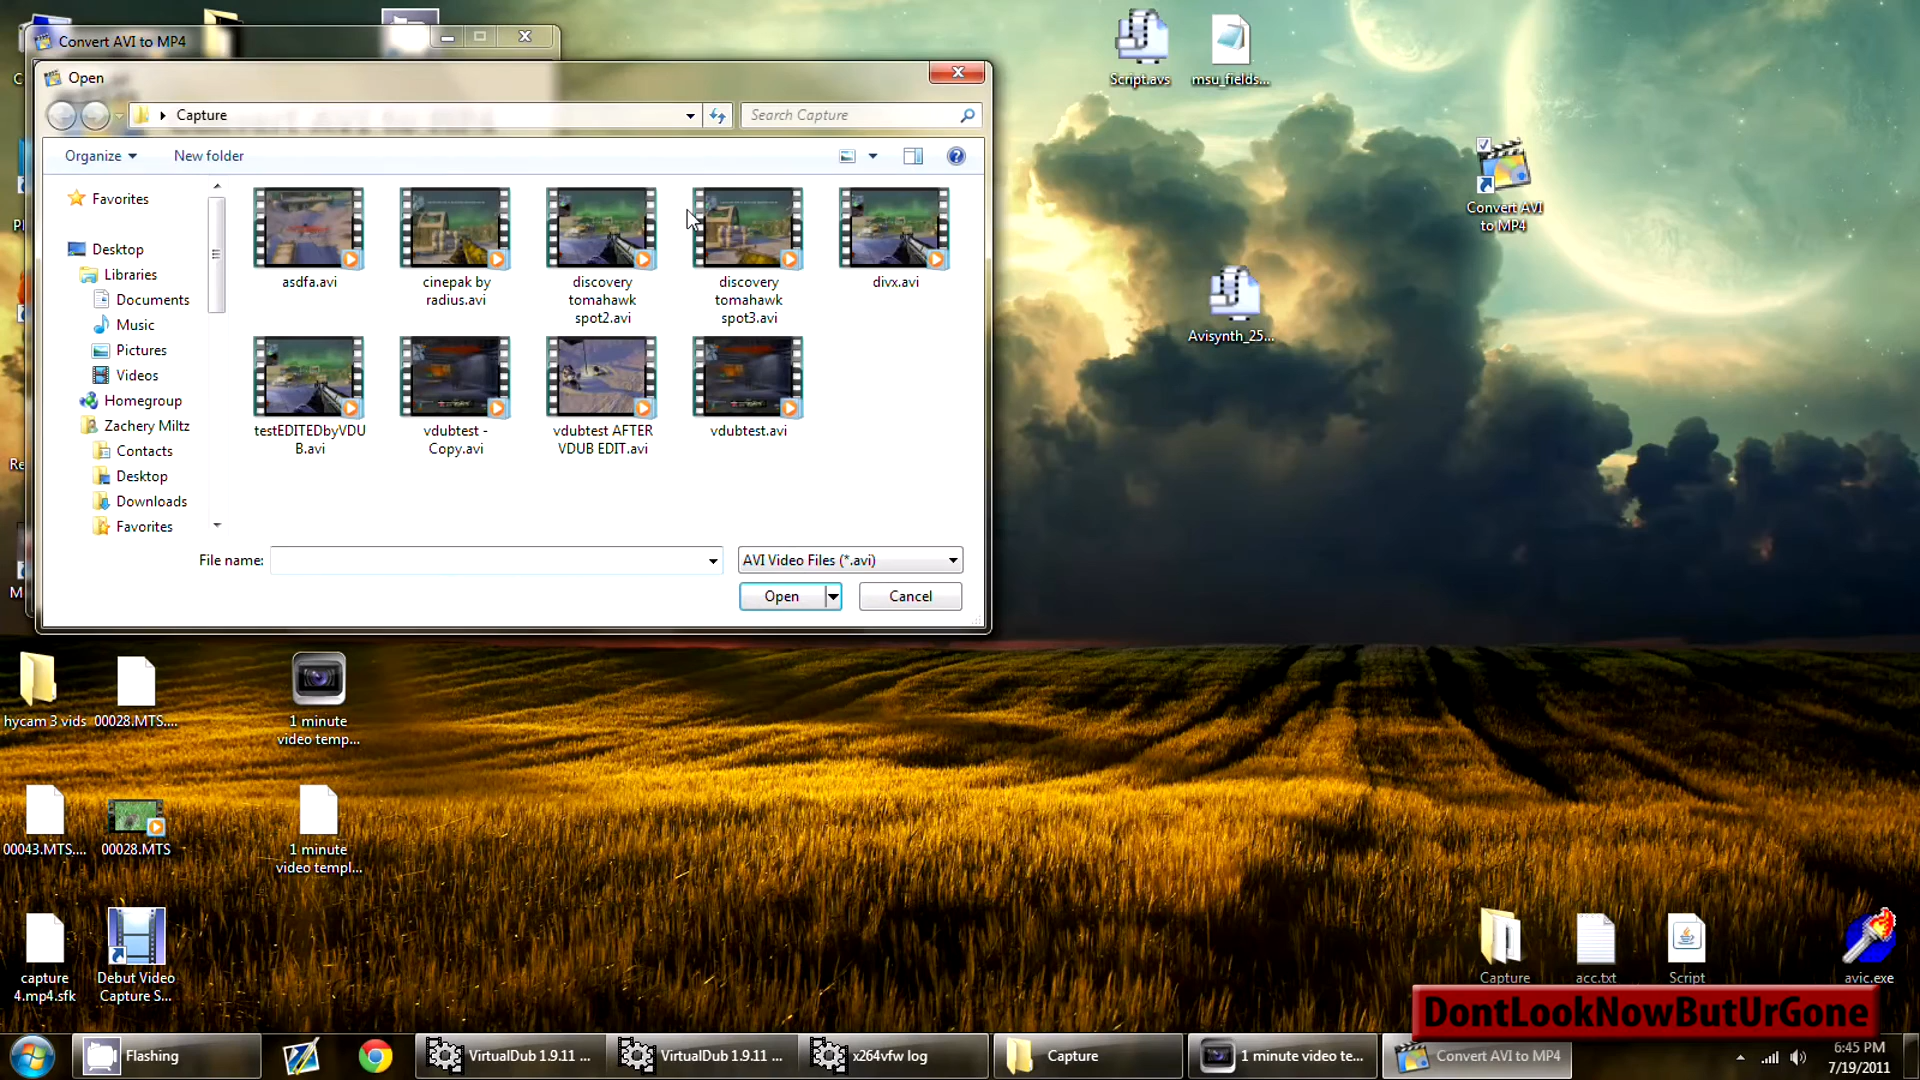 Convert AVI to MP4
Open
Capture
Search Capture
Organize
New folder
Favorites
Desktop
Libraries
Documents
Music
Pictures
Videos
Homegroup
Zachery Miltz
Contacts
Desktop
Downloads
Favorites
asdfa.avi
cinepak by
radius.avi
discovery
tomahawk
spot2.avi
discovery
tomahawk
spot3.avi
divx.avi
testEDITEDbyVDU
B.avi
vdubtest -
Copy.avi
vdubtest AFTER
VDUB EDIT.avi
vdubtest.avi
File name:
AVI Video Files (*.avi)
Open
Cancel
Script.avs
msu_fields...
Convert AVI
to MP4
Avisynth_25...
hycam 3 vids
00028.MTS....
1 minute
video temp...
00043.MTS....
00028.MTS
1 minute
video templ...
capture
4.mp4.sfk
Debut Video
Capture S...
Capture
acc.txt
Script
avic.exe
DontLookNowButUrGone
Flashing
VirtualDub 1.9.11 ...
VirtualDub 1.9.11 ...
x264vfw log
Capture
1 minute video te...
Convert AVI to MP4
6:45 PM
7/19/2011